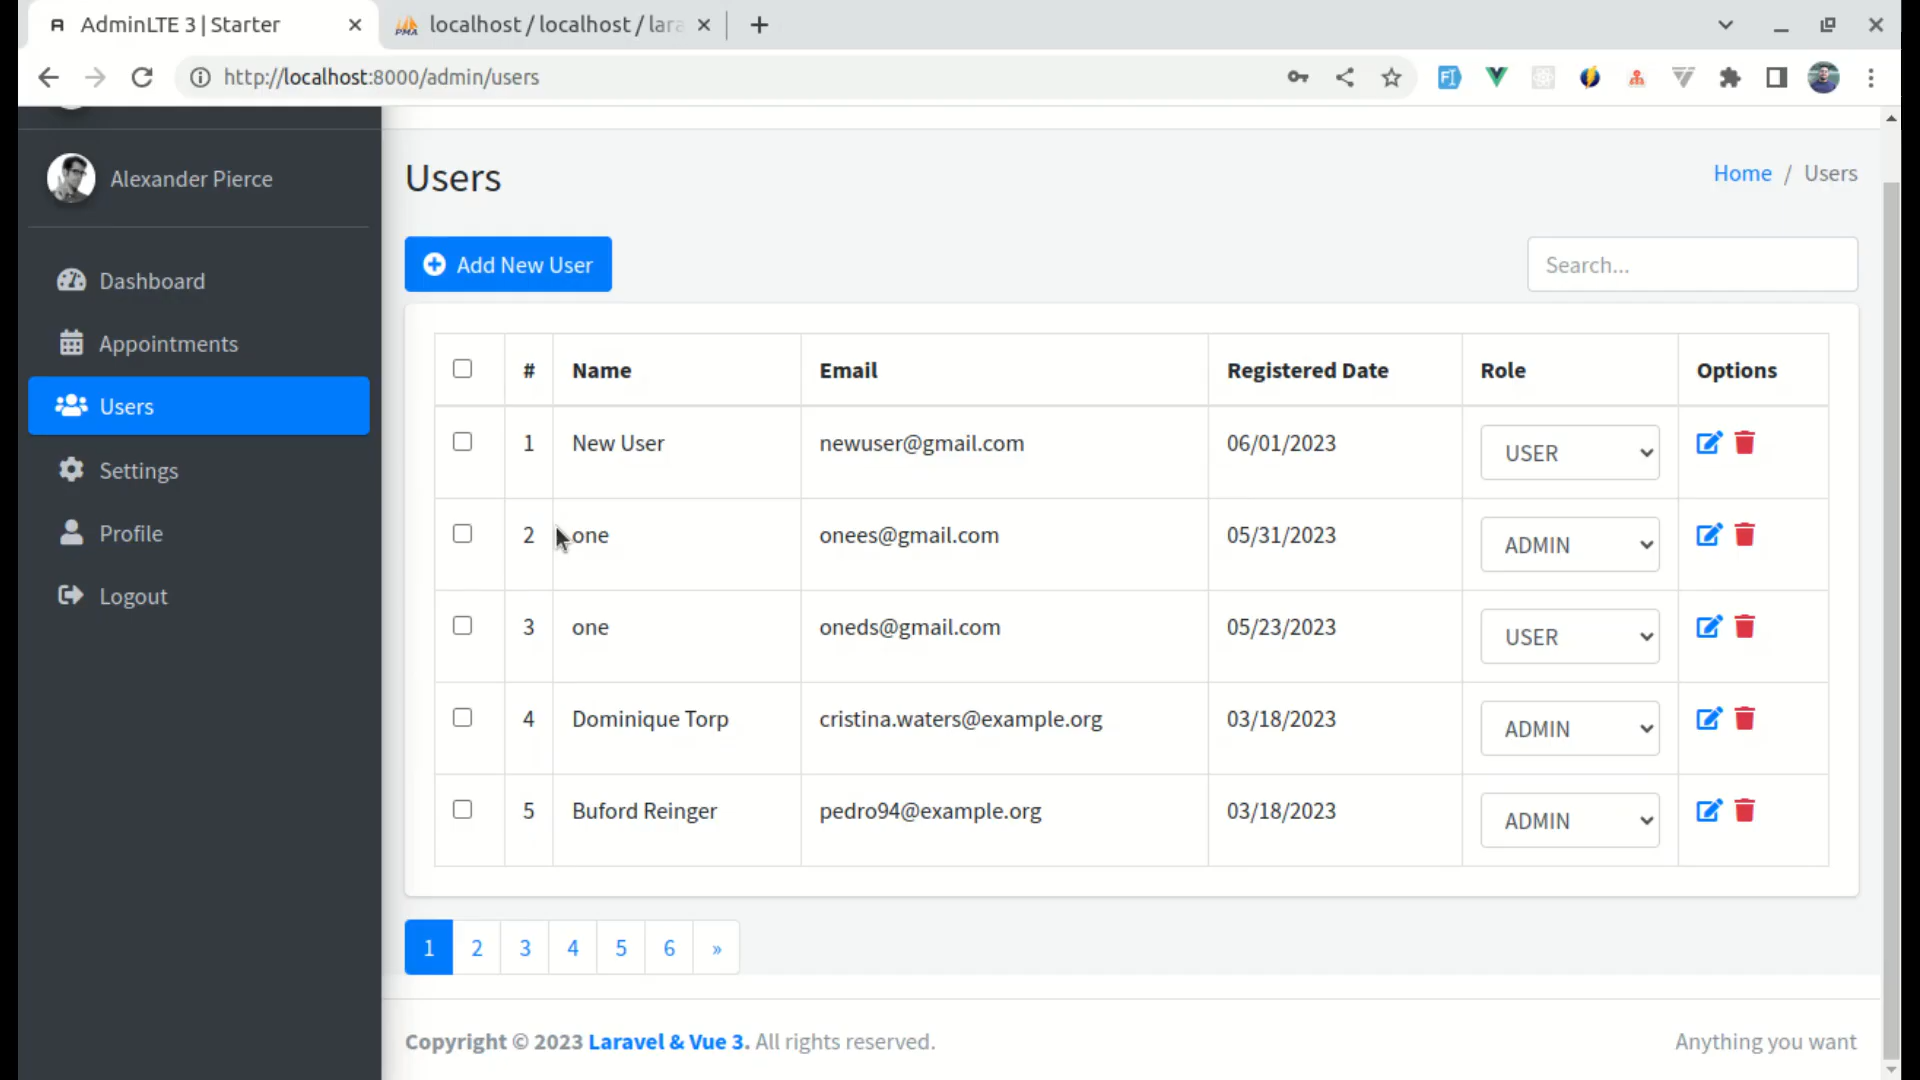 AdminLTE 3 | Starter
localhost / localhost / lara
http://localhost:8000/admin/users
Alexander Pierce
Dashboard
Appointments
Users
Settings
Profile
Logout
Users
Home / Users
Add New User
Search...
# Name Email Registered Date Role Options
1 New User newuser@gmail.com 06/01/2023 USER
2 one onees@gmail.com 05/31/2023 ADMIN
3 one oneds@gmail.com 05/23/2023 USER
4 Dominique Torp cristina.waters@example.org 03/18/2023 ADMIN
5 Buford Reinger pedro94@example.org 03/18/2023 ADMIN
1 2 3 4 5 6 »
Copyright © 2023 Laravel & Vue 3. All rights reserved.
Anything you want